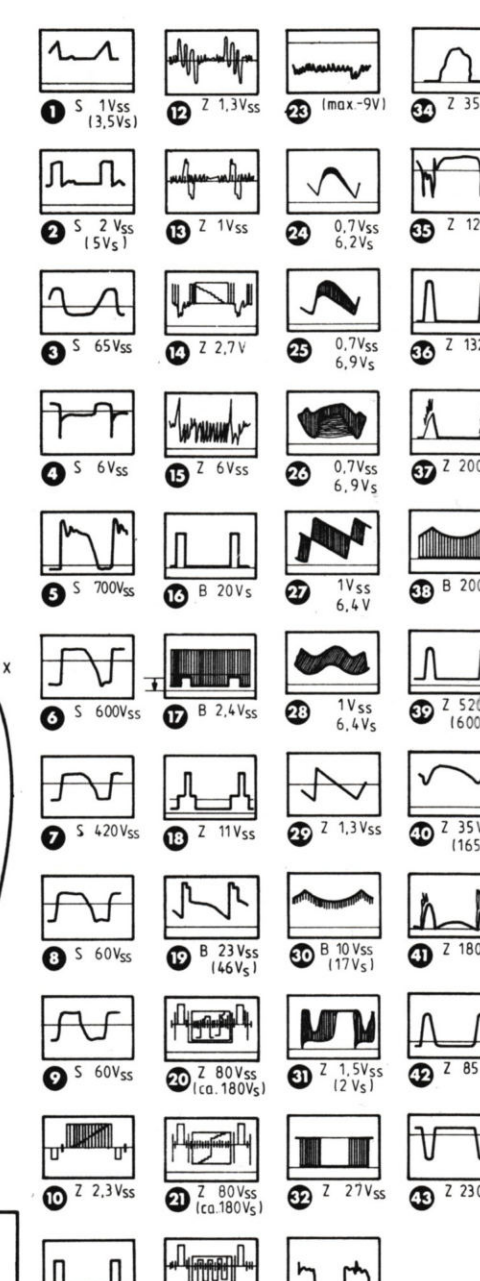 1 S 1Vss
(3,5Vs)
2 S 2 Vss
(5Vs)
3 S 65Vss
4 S 6Vss
5 S 700Vss
x
6 S 600Vss
7 S 420Vss
8 S 60Vss
9 S 60Vss
10 Z 2,3Vss
12 Z 1,3Vss
13 Z 1Vss
14 Z 2,7V
15 Z 6Vss
16 B 20Vs
17 B 2,4Vss
18 Z 11Vss
19 B 23Vss
(46Vs)
20 Z 80Vss
(ca.180Vs)
21 Z 80Vss
(ca.180Vs)
23 (max.-9V)
24 0,7Vss
6,2Vs
25 0,7Vss
6,9Vs
26 0,7Vss
6,9Vs
27 1Vss
6,4V
28 1Vss
6,4Vs
29 Z 1,3Vss
30 B 10Vss
(17Vs)
31 Z 1,5Vss
(2Vs)
32 Z 27Vss
34 Z 35
35 Z 12
36 Z 132
37 Z 200
38 B 200
39 Z 520
(600
40 Z 35V
(165
41 Z 180
42 Z 85
43 Z 230